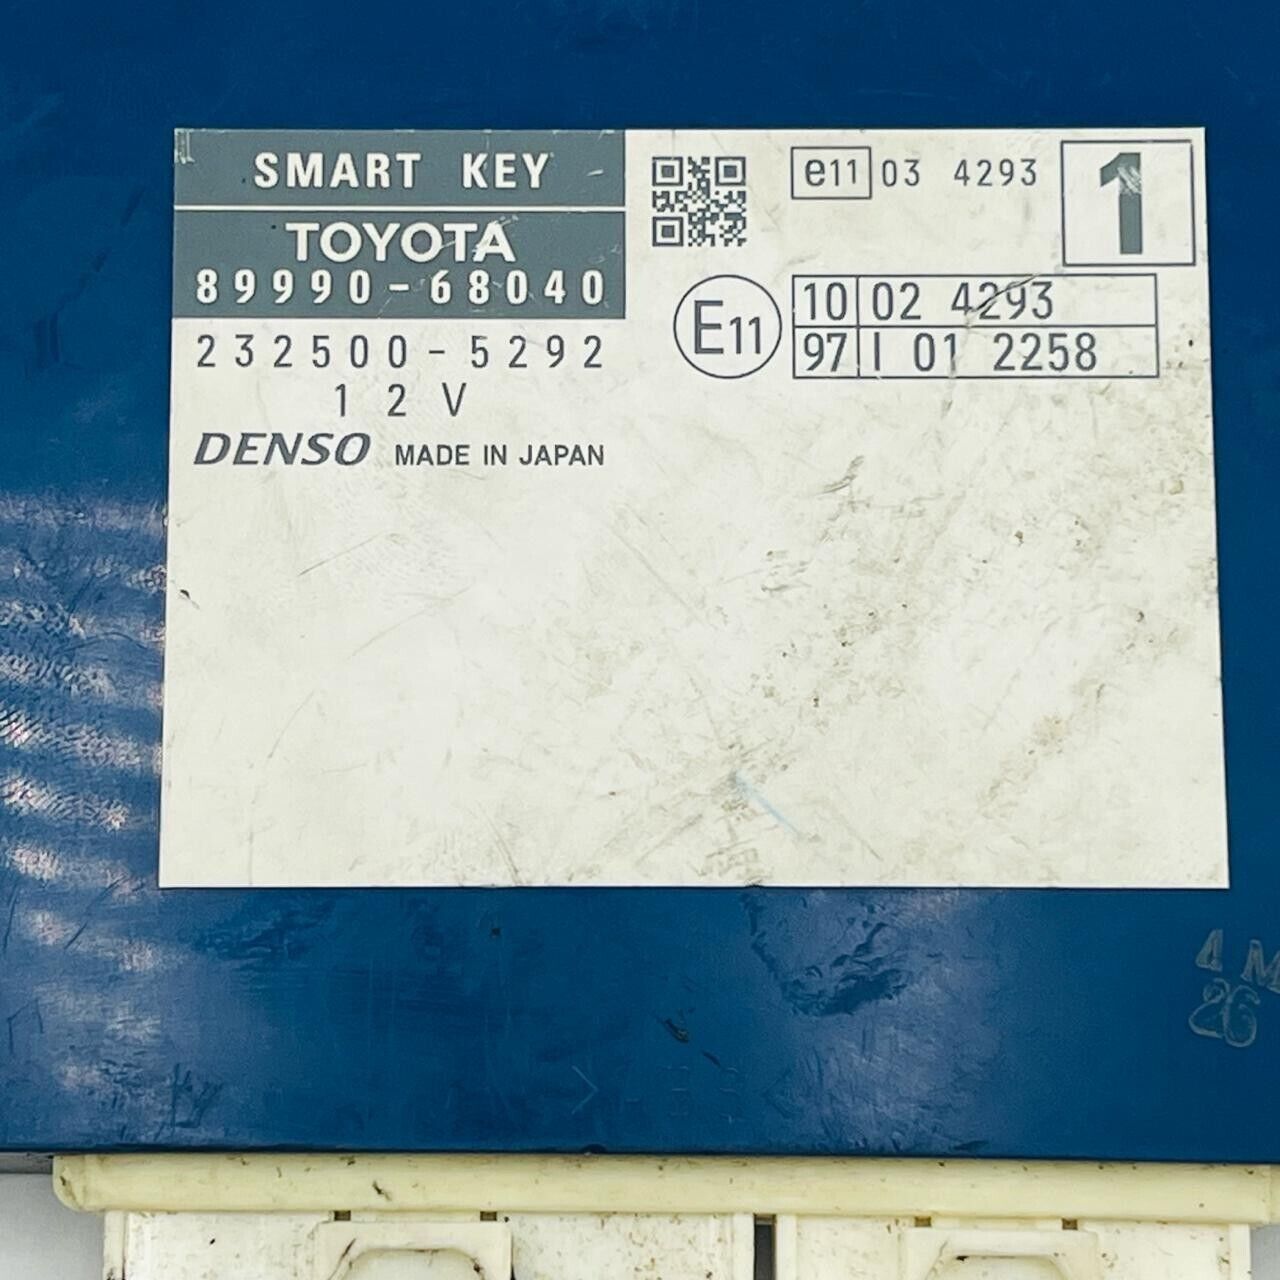 SMART KEY
TOYOTA
89990-68040
232500-5292
12V
DENSO MADE IN JAPAN
e11 03 4293
1
E11
10 02 4293
97 I 01 2258
26